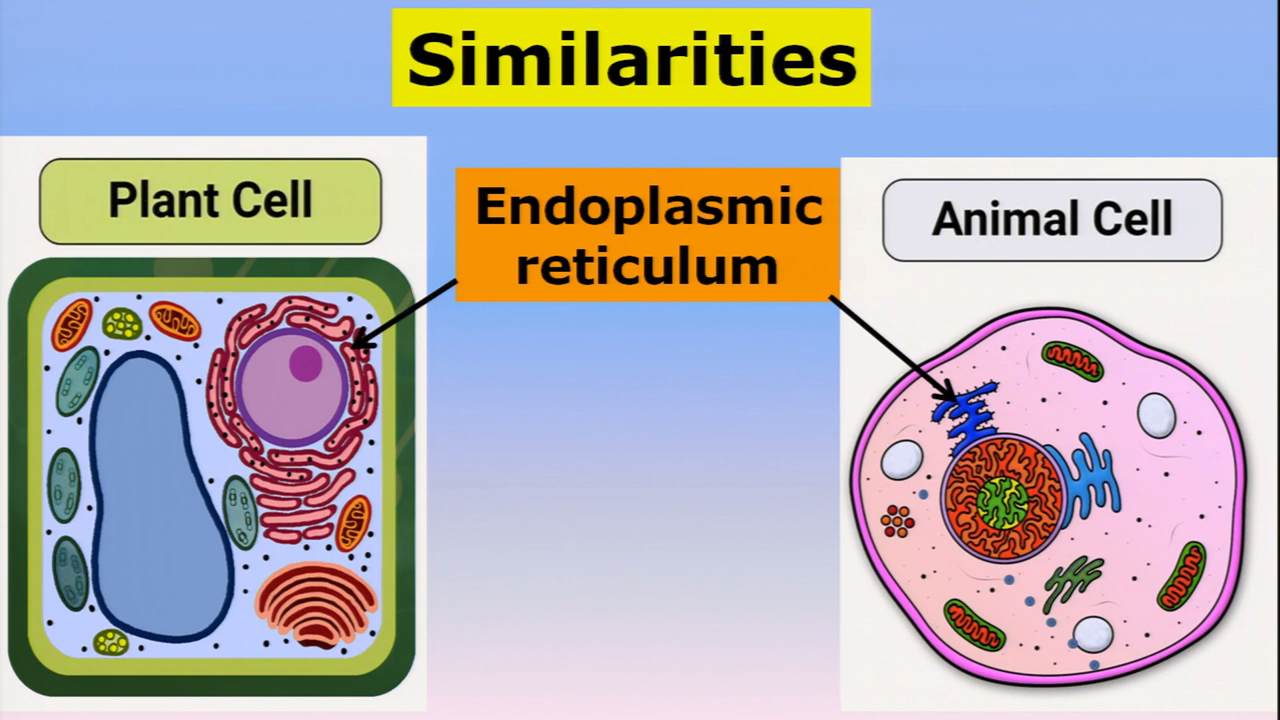 Similarities
Plant Cell
Endoplasmic
reticulum
Animal Cell